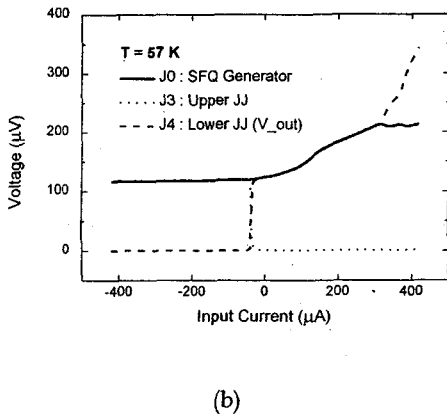 400
T = 57 K
J0 : SFQ Generator
300
J3 : Upper JJ
J4 : Lower JJ (V_out)
200
Voltage (μV)
100
0
-400 -200 0 200 400
Input Current (μA)
(b)